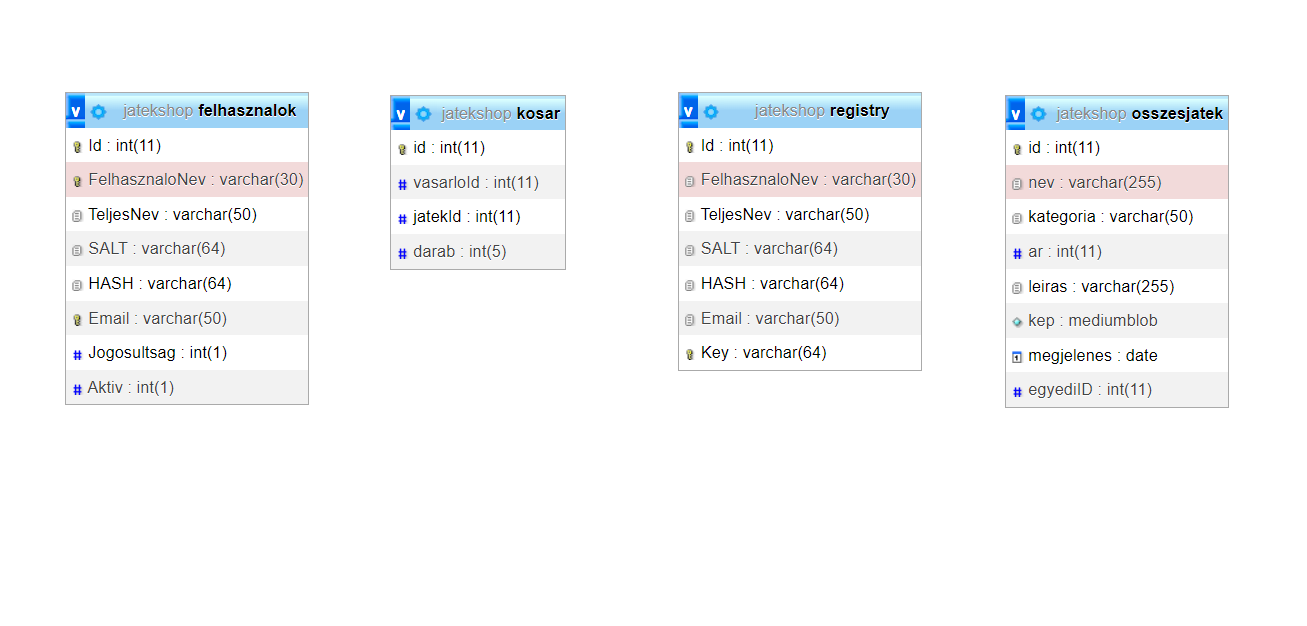 jatekshop felhasznalok
Id : int(11)
FelhasznaloNev : varchar(30)
TeljesNev : varchar(50)
SALT : varchar(64)
HASH : varchar(64)
Email : varchar(50)
Jogosultsag : int(1)
Aktiv : int(1)
jatekshop kosar
id : int(11)
vasarloId : int(11)
jatekId : int(11)
darab : int(5)
jatekshop registry
Id : int(11)
FelhasznaloNev : varchar(30)
TeljesNev : varchar(50)
SALT : varchar(64)
HASH : varchar(64)
Email : varchar(50)
Key : varchar(64)
jatekshop osszesjatek
id : int(11)
nev : varchar(255)
kategoria : varchar(50)
ar : int(11)
leiras : varchar(255)
kep : mediumblob
megjelenes : date
egyediID : int(11)